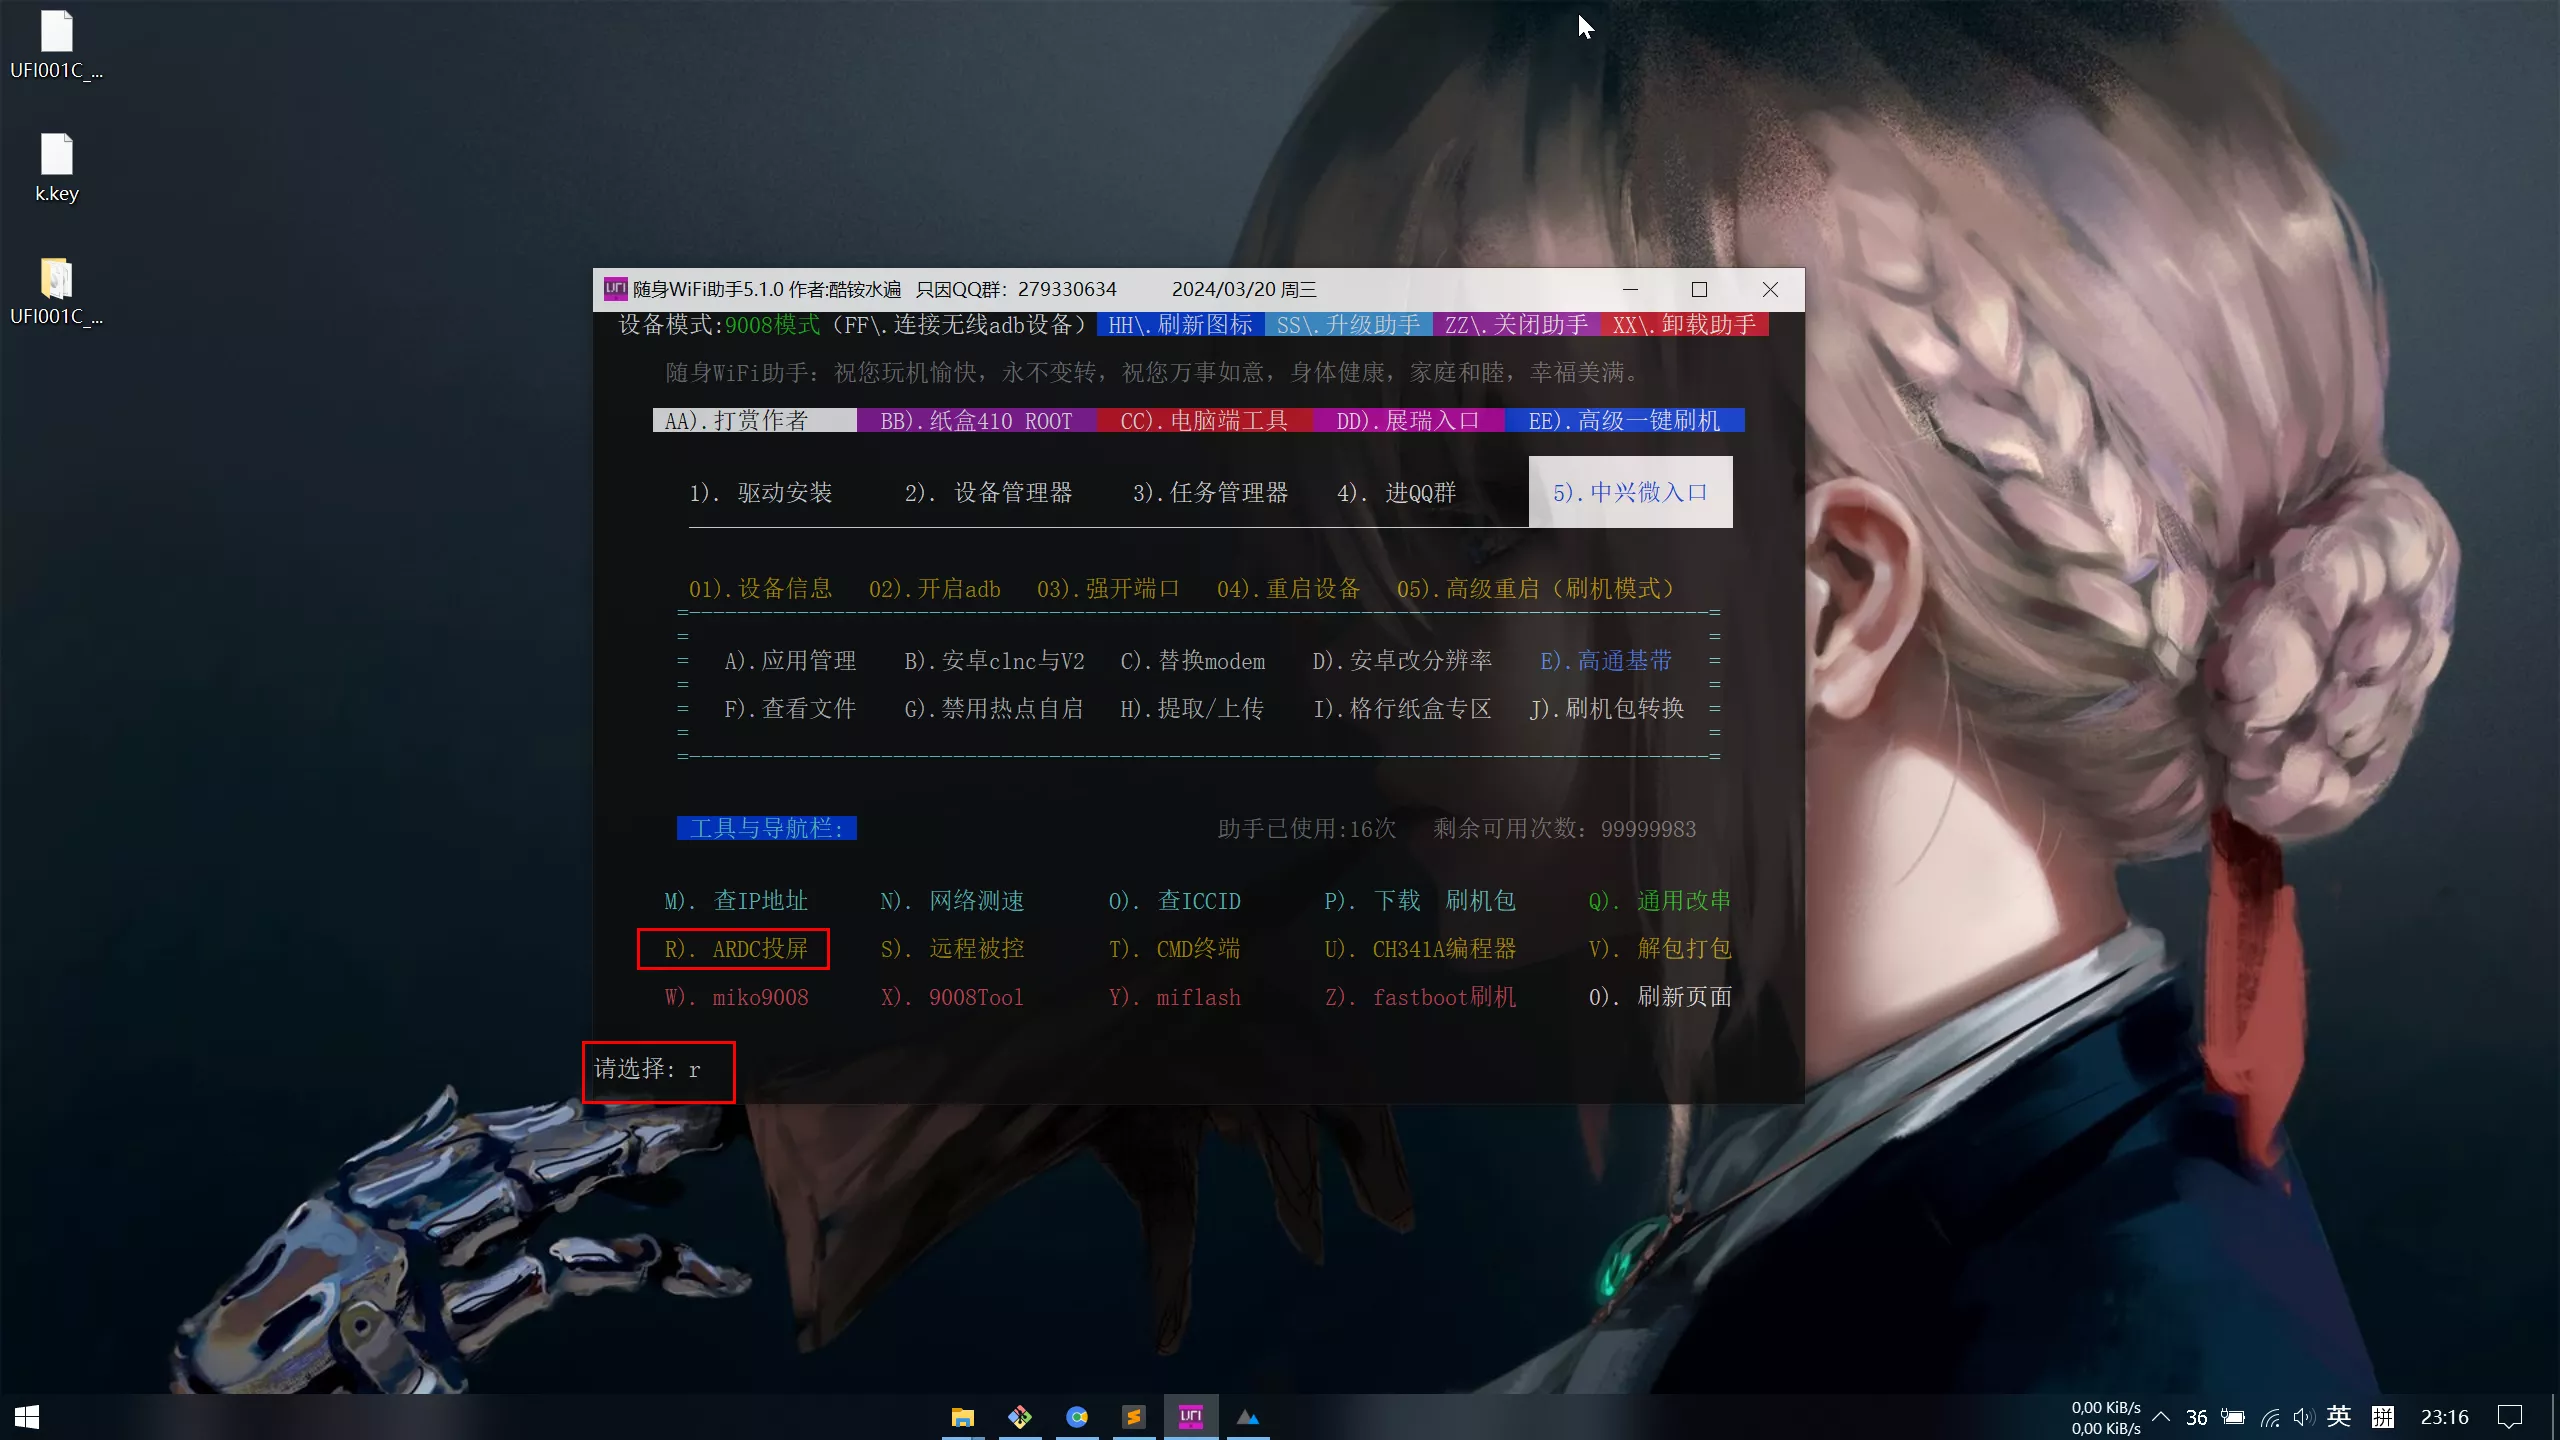 UFI001C_...
k.key
UFI001C_...
随身WiFi助手5.1.0 作者:酷铵水遍 只因QQ群：279330634 2024/03/20 周三
设备模式:9008模式（FF\.连接无线adb设备） HH\.刷新图标 SS\.升级助手 ZZ\.关闭助手 XX\.卸载助手
随身WiFi助手：祝您玩机愉快，永不变转，祝您万事如意，身体健康，家庭和睦，幸福美满。
AA).打赏作者 BB).纸盒410 ROOT CC).电脑端工具 DD).展瑞入口 EE).高级一键刷机
1). 驱动安装 2). 设备管理器 3).任务管理器 4). 进QQ群 5).中兴微入口
01).设备信息 02).开启adb 03).强开端口 04).重启设备 05).高级重启（刷机模式）
A).应用管理 B).安卓clnc与V2 C).替换modem D).安卓改分辨率 E).高通基带
F).查看文件 G).禁用热点自启 H).提取/上传 I).格行纸盒专区 J).刷机包转换
工具与导航栏: 助手已使用:16次 剩余可用次数：99999983
M). 查IP地址 N). 网络测速 O). 查ICCID P). 下载 刷机包 Q). 通用改串
R). ARDC投屏 S). 远程被控 T). CMD终端 U). CH341A编程器 V). 解包打包
W). miko9008 X). 9008Tool Y). miflash Z). fastboot刷机 0). 刷新页面
请选择: r
UFI
0,00 KiB/s
0,00 KiB/s
36 英 拼 23:16